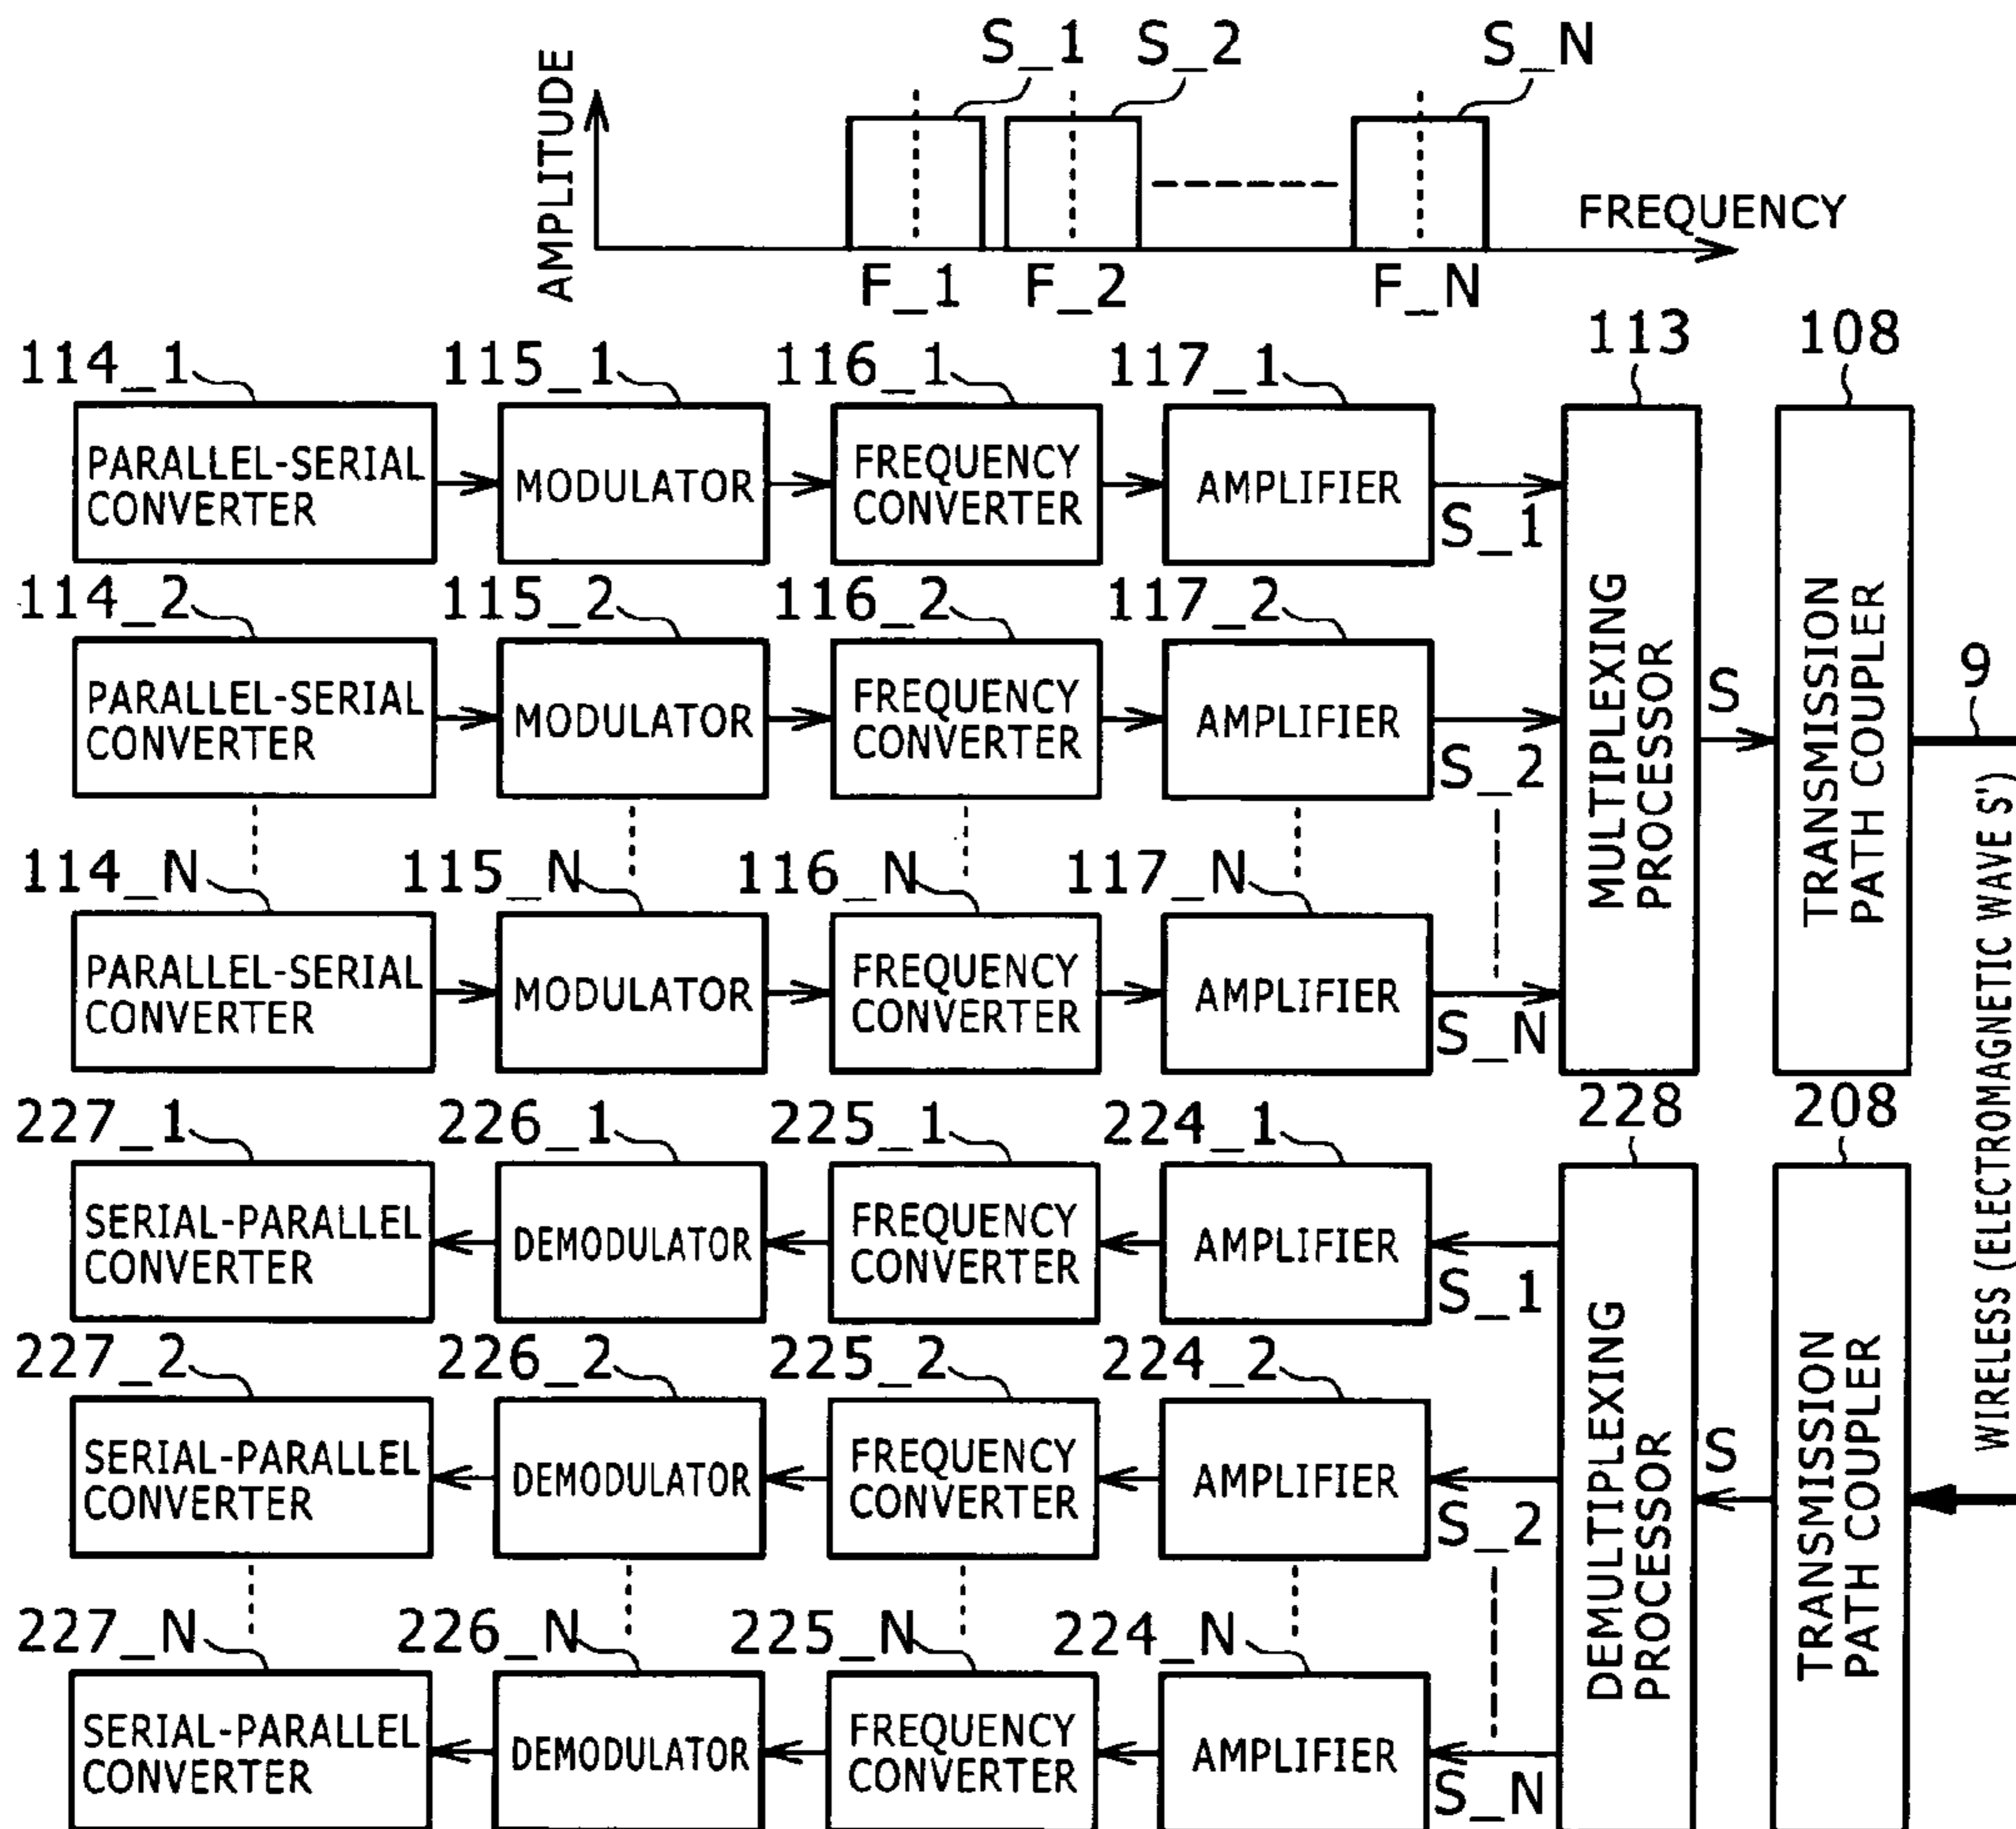 S_1 S_2 S_N
AMPLITUDE
FREQUENCY
F_1 F_2 F_N
113 108
114_1 115_1 116_1 117_1
PARALLEL-SERIAL
CONVERTER
MODULATOR
FREQUENCY
CONVERTER
AMPLIFIER
S_1
114_2 115_2 116_2 117_2
PARALLEL-SERIAL
CONVERTER
MODULATOR
FREQUENCY
CONVERTER
AMPLIFIER
S_2
114_N 115_N 116_N 117_N
PARALLEL-SERIAL
CONVERTER
MODULATOR
FREQUENCY
CONVERTER
AMPLIFIER
S_N
MULTIPLEXING
PROCESSOR
S
TRANSMISSION
PATH COUPLER
9
WIRELESS (ELECTROMAGNETIC WAVE S')
228 208
227_1 226_1 225_1 224_1
SERIAL-PARALLEL
CONVERTER
DEMODULATOR
FREQUENCY
CONVERTER
AMPLIFIER
S_1
227_2 226_2 225_2 224_2
SERIAL-PARALLEL
CONVERTER
DEMODULATOR
FREQUENCY
CONVERTER
AMPLIFIER
S_2
227_N 226_N 225_N 224_N
SERIAL-PARALLEL
CONVERTER
DEMODULATOR
FREQUENCY
CONVERTER
AMPLIFIER
S_N
DEMULTIPLEXING
PROCESSOR
S
TRANSMISSION
PATH COUPLER